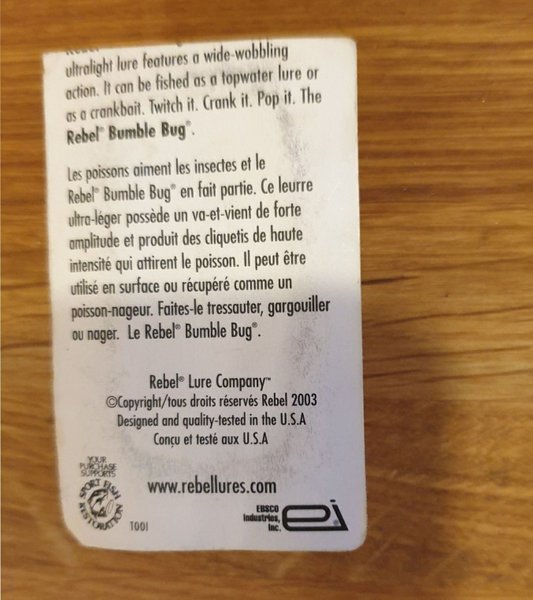 ultralight lure features a wide-wobbling
action. It can be fished as a topwater lure or
as a crankbait. Twitch it. Crank it. Pop it. The
Rebel® Bumble Bug®.
Les poissons aiment les insectes et le
Rebel® Bumble Bug® en fait partie. Ce leurre
ultra-léger possède un va-et-vient de forte
amplitude et produit des cliquetis de haute
intensité qui attirent le poisson. Il peut être
utilisé en surface ou récupéré comme un
poisson-nageur. Faites-le tressauter, gargouiller
ou nager. Le Rebel® Bumble Bug®.
Rebel® Lure Company™
©Copyright/tous droits réservés Rebel 2003
Designed and quality-tested in the U.S.A
Conçu et testé aux U.S.A
YOUR
PURCHASE
SUPPORTS
SPORT FISH
RESTORATION
www.rebellures.com
T001
EBSCO
Industries,
Inc.
ei